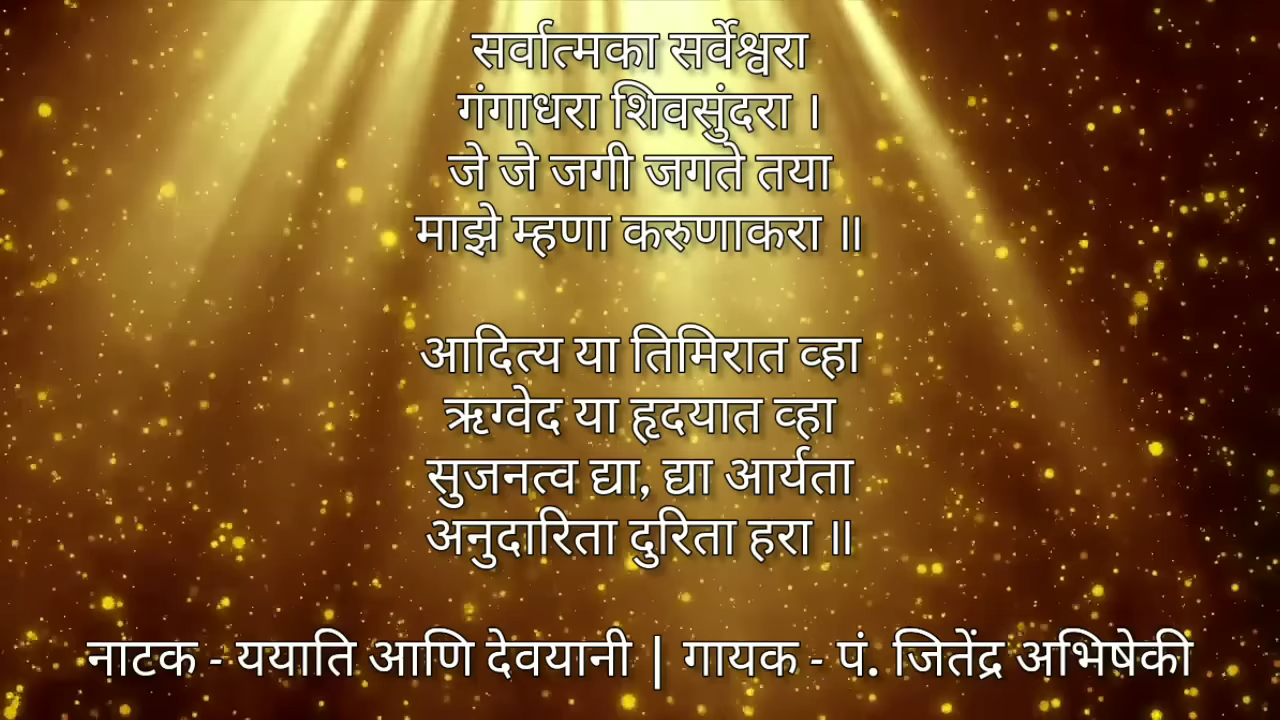 सर्वात्मका सर्वेश्वरा
गंगाधरा शिवसुंदरा ।
जे जे जगी जगते तया
माझे म्हणा करुणाकरा ॥
आदित्य या तिमिरात व्हा
ऋग्वेद या हृदयात व्हा
सुजनत्व द्या, द्या आर्यता
अनुदारिता दुरिता हरा ॥
नाटक - ययाति आणि देवयानी | गायक - पं. जितेंद्र अभिषेकी